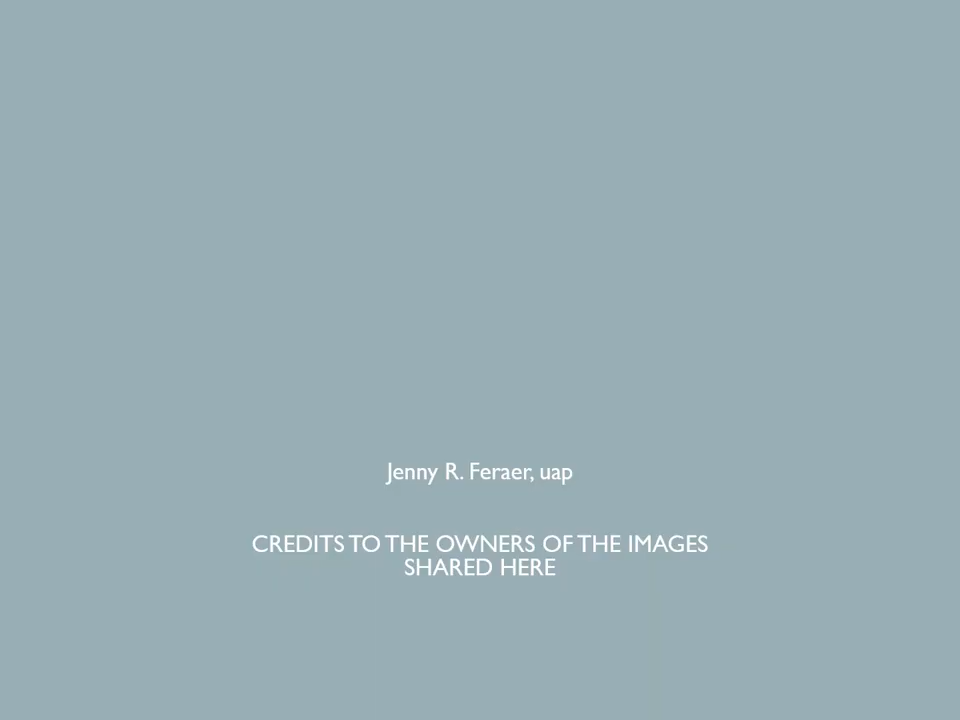 Jenny R. Feraer, uap
CREDITS TO THE OWNERS OF THE IMAGES
SHARED HERE